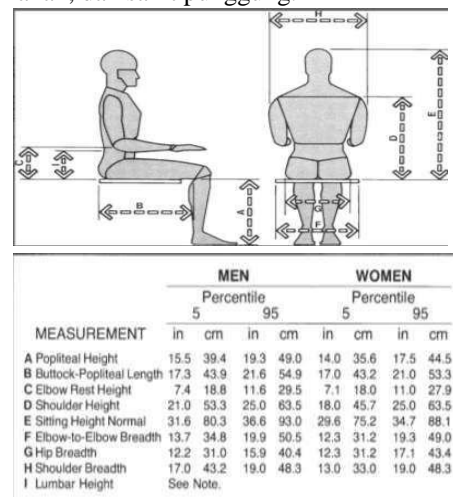 dan punggung
H
E
D
C
I
B
A
G
F
MEN WOMEN
Percentile Percentile
5 95 5 95
MEASUREMENT in cm in cm in cm in cm
A Popliteal Height 15.5 39.4 19.3 49.0 14.0 35.6 17.5 44.5
B Buttock-Popliteal Length 17.3 43.9 21.6 54.9 17.0 43.2 21.0 53.3
C Elbow Rest Height 7.4 18.8 11.6 29.5 7.1 18.0 11.0 27.9
D Shoulder Height 21.0 53.3 25.0 63.5 18.0 45.7 25.0 63.5
E Sitting Height Normal 31.6 80.3 36.6 93.0 29.6 75.2 34.7 88.1
F Elbow-to-Elbow Breadth 13.7 34.8 19.9 50.5 12.3 31.2 19.3 49.0
G Hip Breadth 12.2 31.0 15.9 40.4 12.3 31.2 17.1 43.4
H Shoulder Breadth 17.0 43.2 19.0 48.3 13.0 33.0 19.0 48.3
I Lumbar Height See Note.